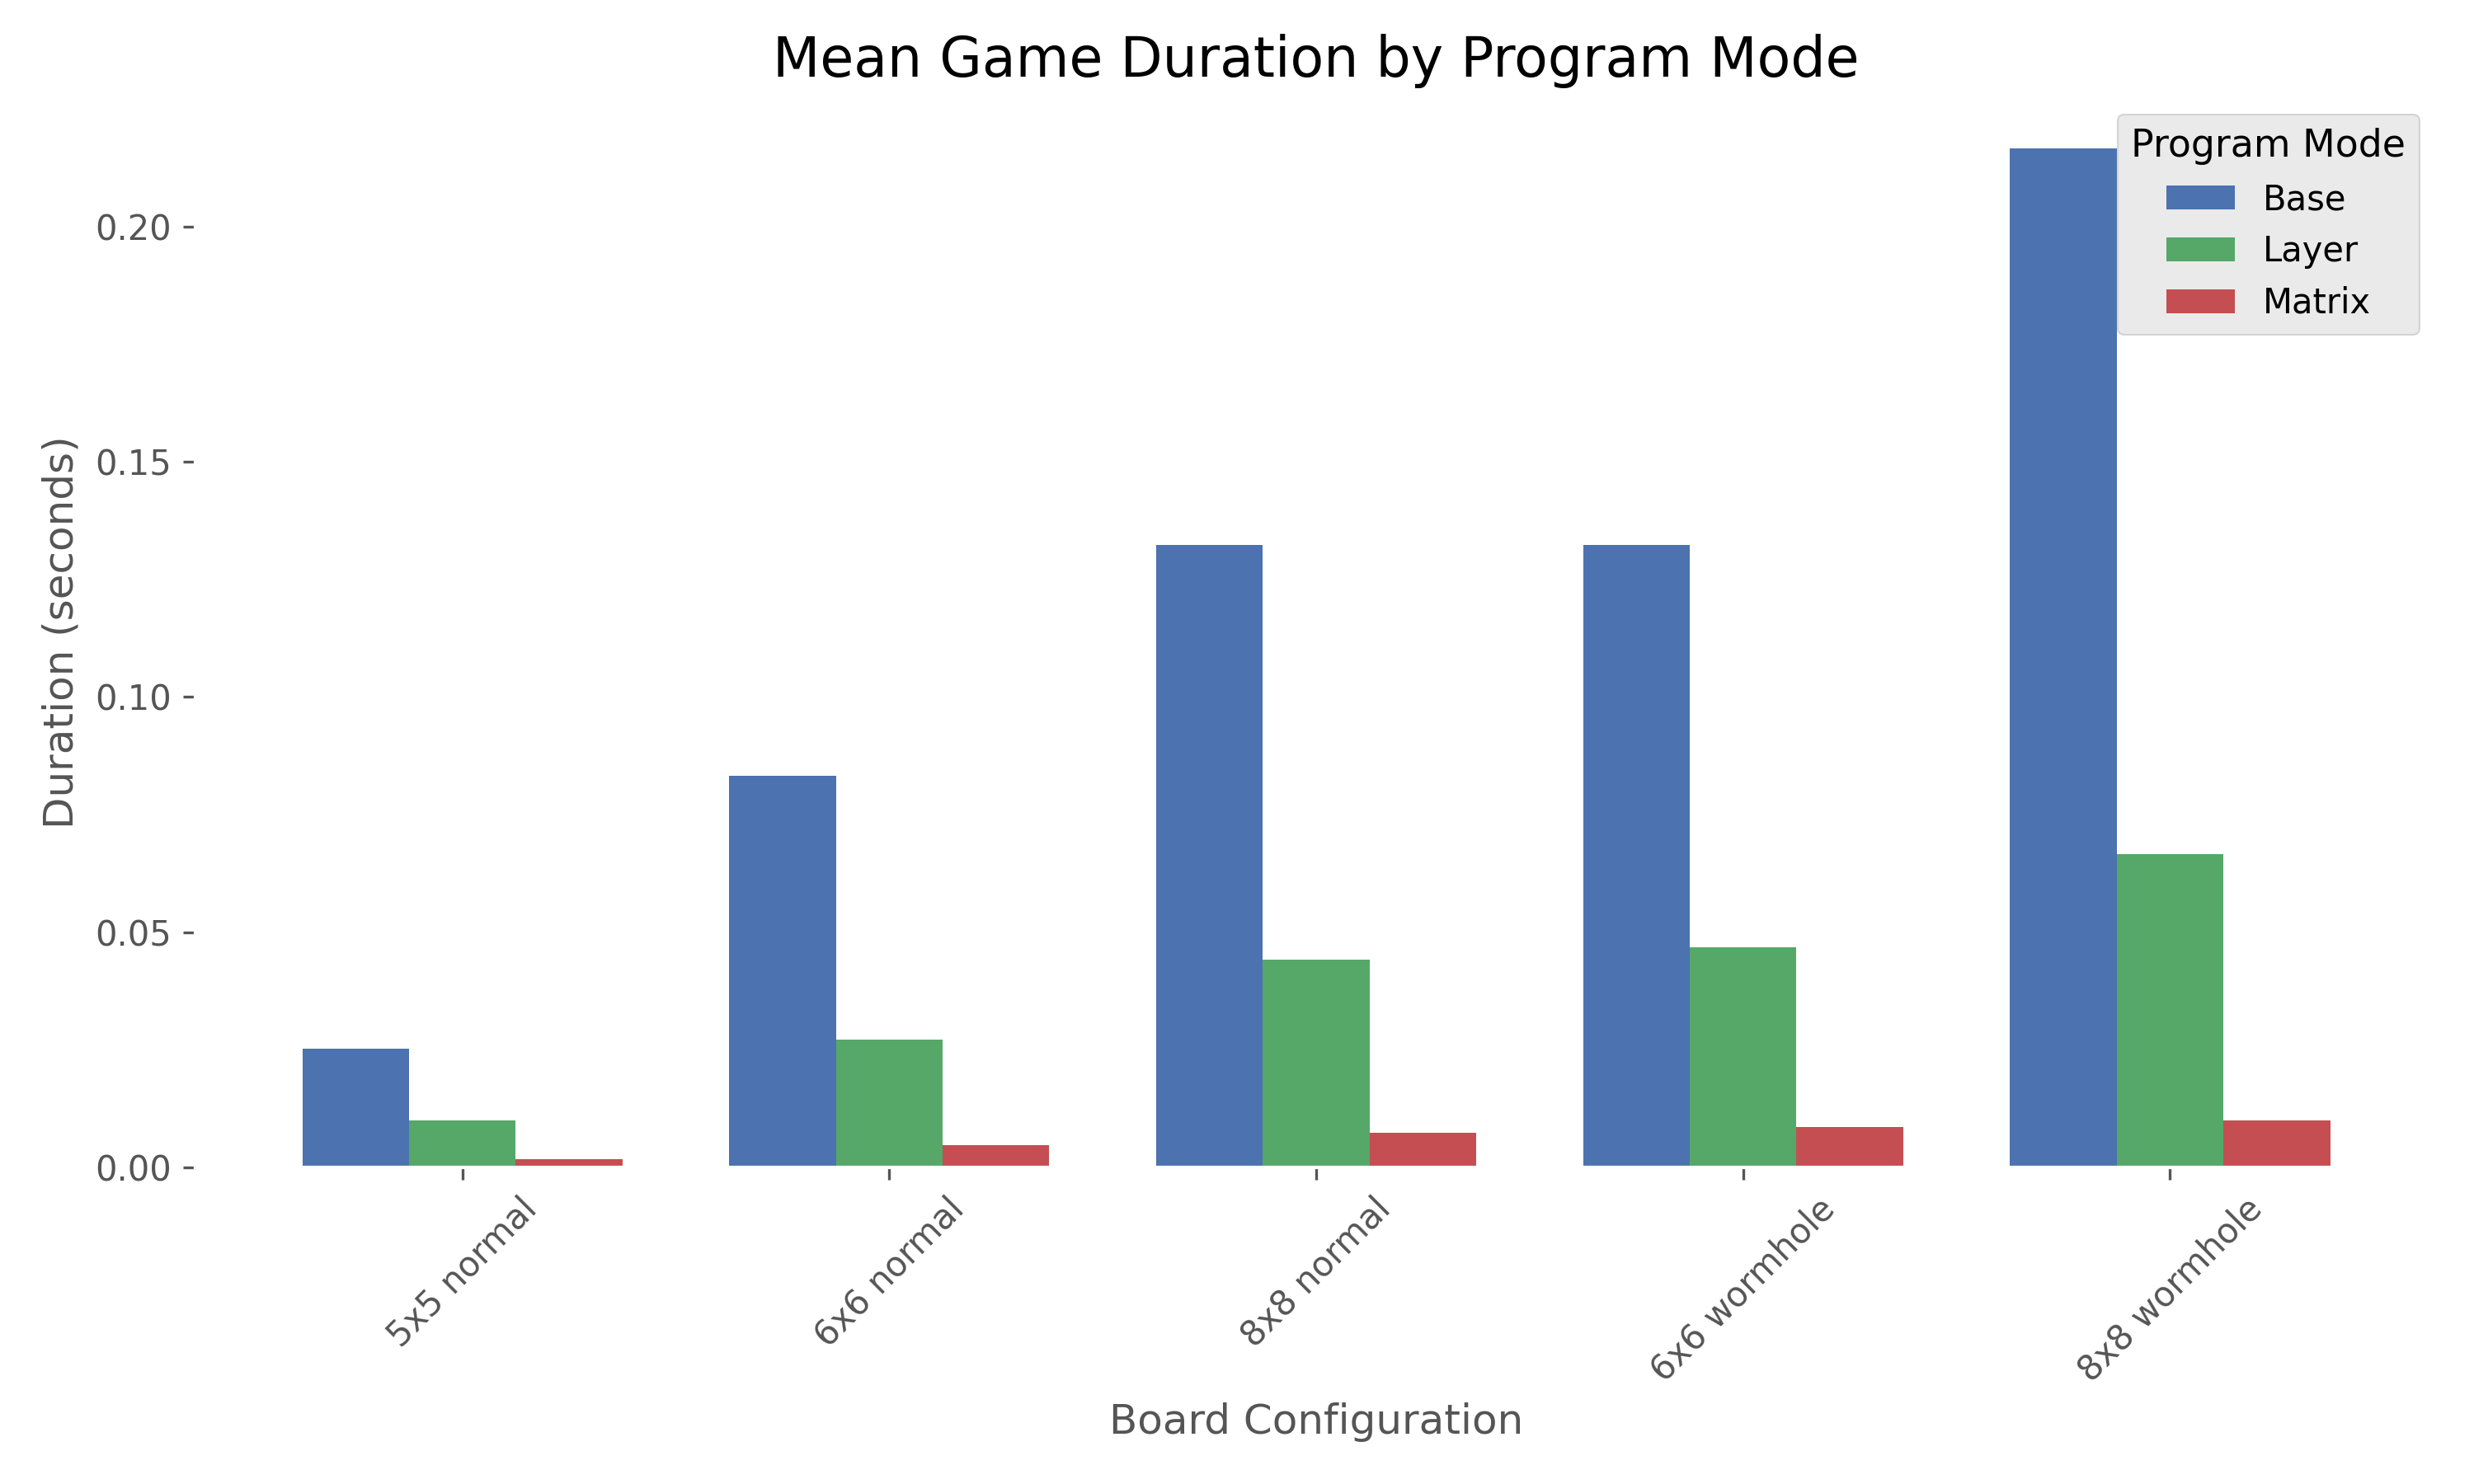 Mean Game Duration by Program Mode
Program Mode
Base
Layer
Matrix
Duration (seconds)
0.20
0.15
0.10
0.05
0.00
5x5 normal
6x6 normal
8x8 normal
6x6 wormhole
8x8 wormhole
Board Configuration